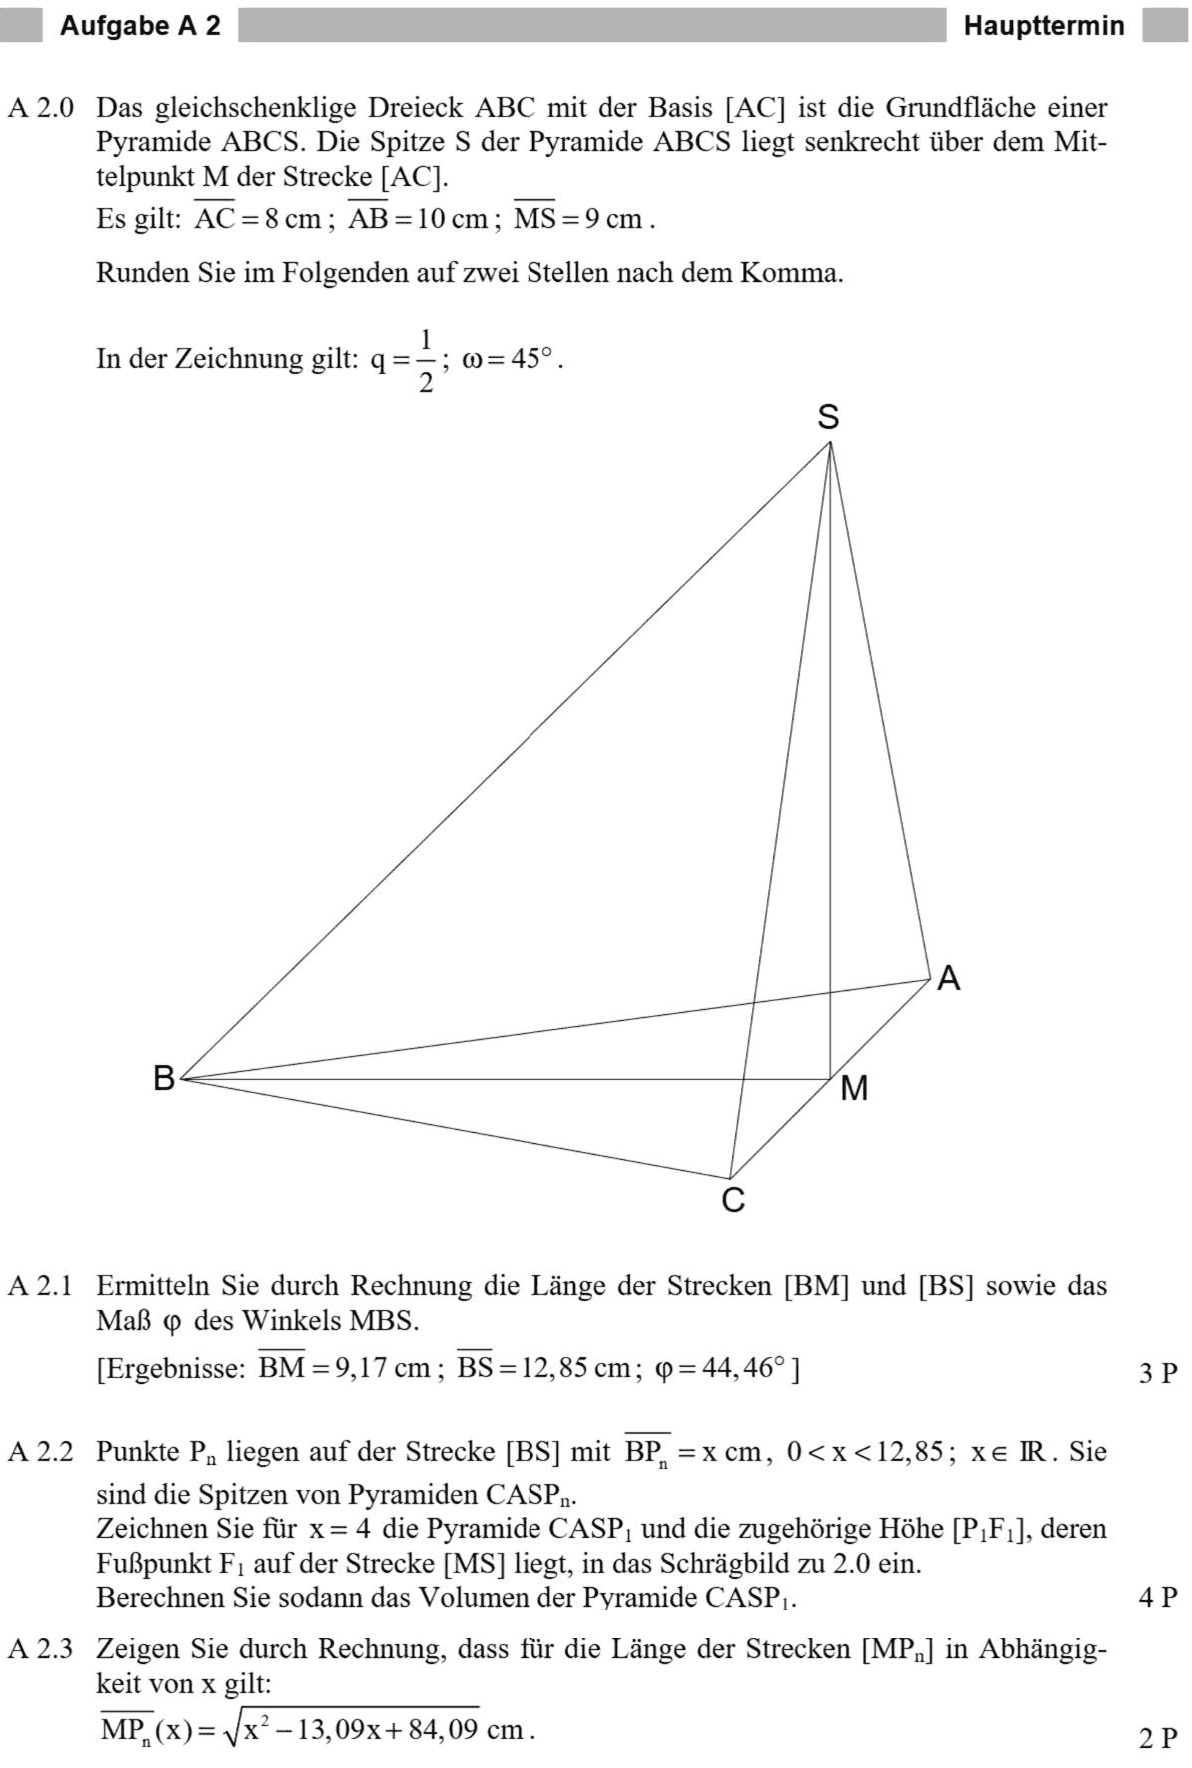 Aufgabe A 2 Haupttermin
A 2.0 Das gleichschenklige Dreieck ABC mit der Basis [AC] ist die Grundfläche einer
Pyramide ABCS. Die Spitze S der Pyramide ABCS liegt senkrecht über dem Mit-
telpunkt M der Strecke [AC].
Es gilt: A̅C̅ = 8 cm ; A̅B̅ = 10 cm ; M̅S̅ = 9 cm .
Runden Sie im Folgenden auf zwei Stellen nach dem Komma.
In der Zeichnung gilt: q = 1/2 ; ω = 45° .
S
A
B
M
C
A 2.1 Ermitteln Sie durch Rechnung die Länge der Strecken [BM] und [BS] sowie das
Maß φ des Winkels MBS.
[Ergebnisse: B̅M̅ = 9,17 cm ; B̅S̅ = 12,85 cm ; φ = 44,46° ] 3 P
A 2.2 Punkte Pₙ liegen auf der Strecke [BS] mit B̅P̅ₙ = x cm , 0 < x < 12,85 ; x ∈ ℝ . Sie
sind die Spitzen von Pyramiden CASPₙ.
Zeichnen Sie für x = 4 die Pyramide CASP₁ und die zugehörige Höhe [P₁F₁], deren
Fußpunkt F₁ auf der Strecke [MS] liegt, in das Schrägbild zu 2.0 ein.
Berechnen Sie sodann das Volumen der Pyramide CASP₁. 4 P
A 2.3 Zeigen Sie durch Rechnung, dass für die Länge der Strecken [MPₙ] in Abhängig-
keit von x gilt:
M̅P̅ₙ(x) = √(x² − 13,09x + 84,09) cm . 2 P